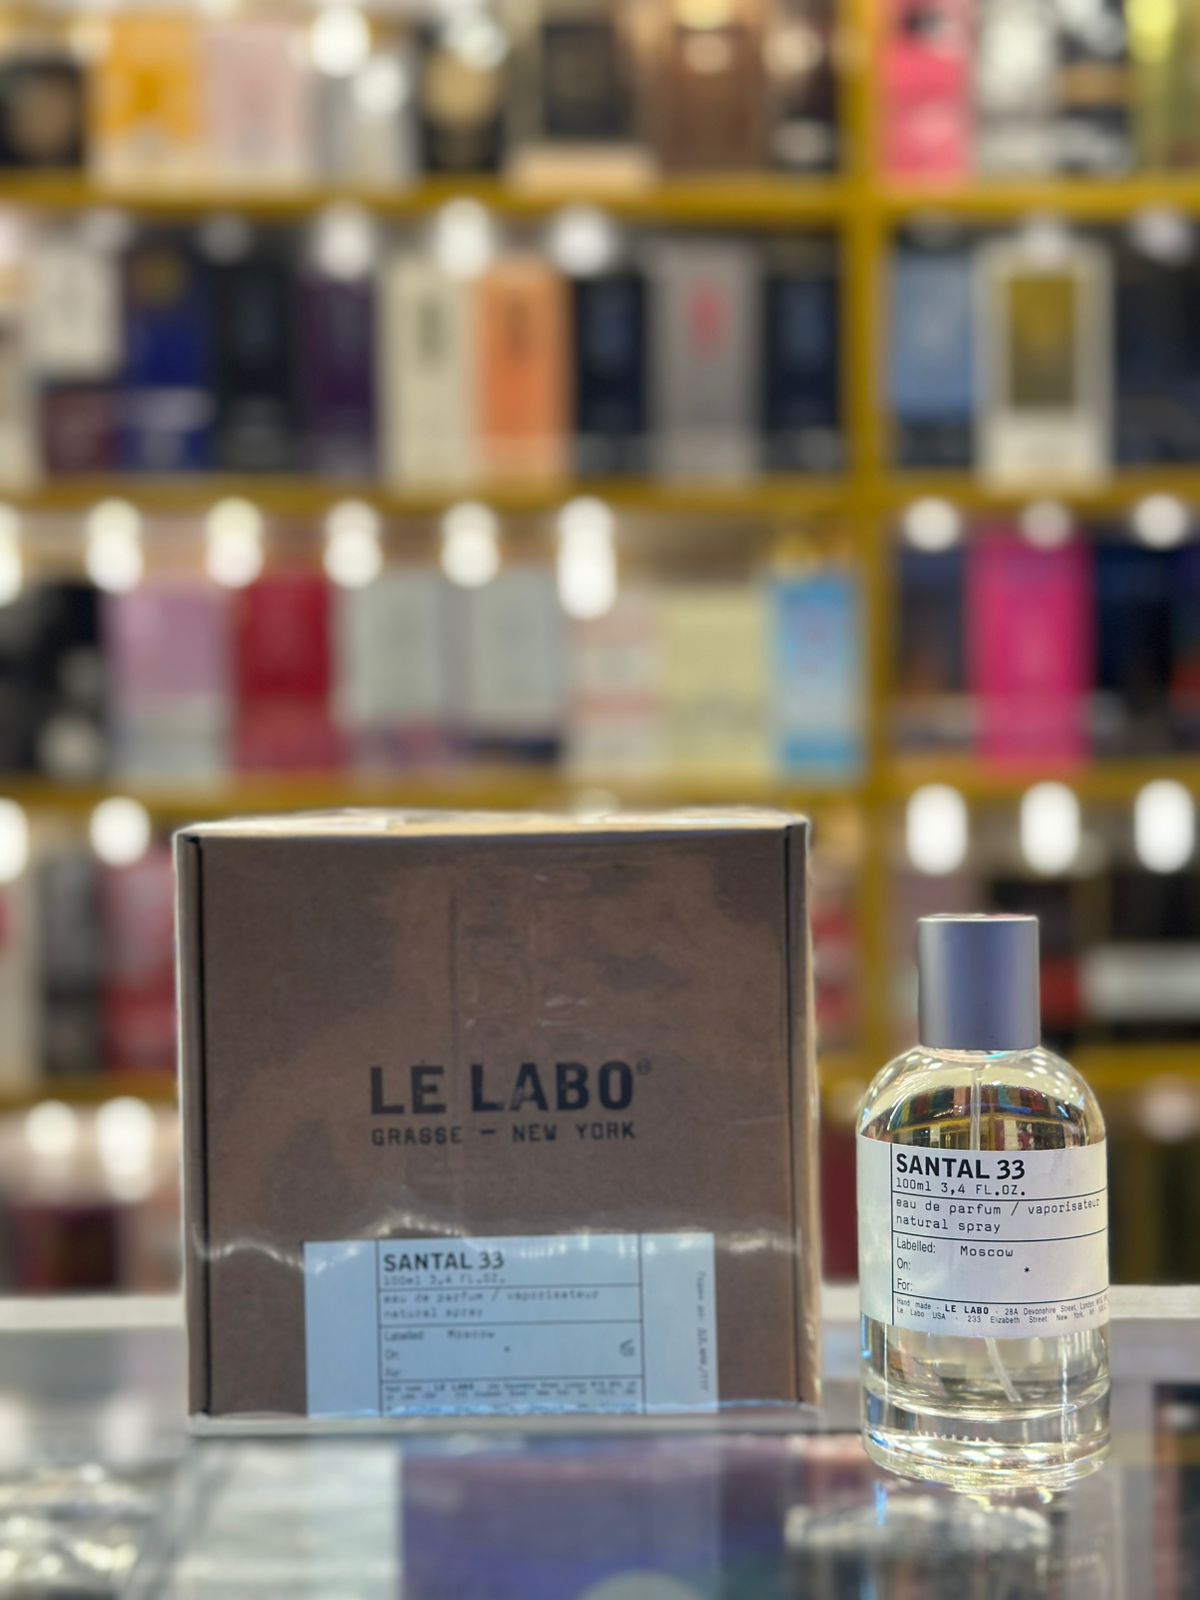 LE LABO
GRASSE — NEW YORK
SANTAL 33
100ml 3,4 FL.OZ.
eau de parfum / vaporisateur
natural spray
Labelled: Moscow
On:
For:
SANTAL 33
100ml 3,4 FL.OZ.
eau de parfum / vaporisateur
natural spray
Labelled: Moscow
On:
For:
Hand made - LE LABO - 28A Devonshire Street, London
Le Labo USA - 233 Elizabeth Street New York, NY